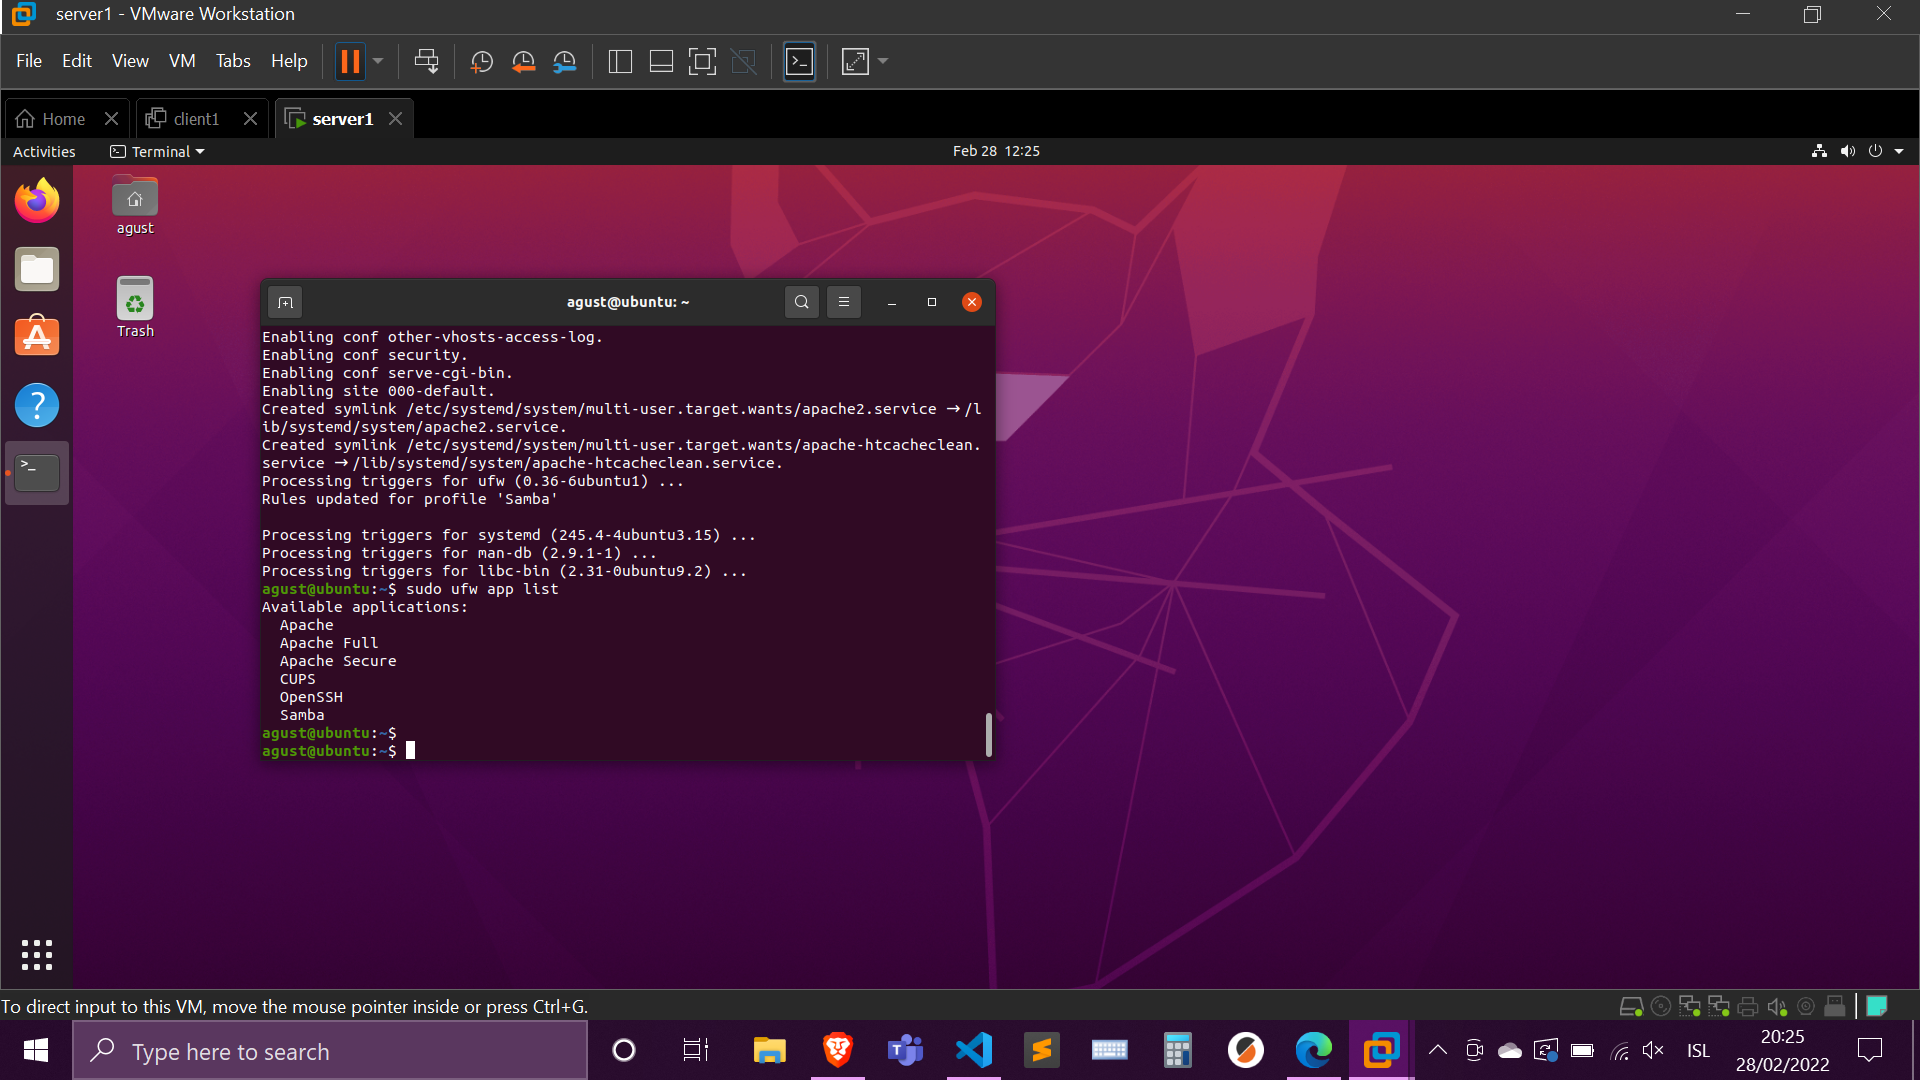 server1 - VMware Workstation
File Edit View VM Tabs Help
Home client1 server1
Activities Terminal Feb 28 12:25
agust
Trash
agust@ubuntu: ~
Enabling conf other-vhosts-access-log.
Enabling conf security.
Enabling conf serve-cgi-bin.
Enabling site 000-default.
Created symlink /etc/systemd/system/multi-user.target.wants/apache2.service → /l
ib/systemd/system/apache2.service.
Created symlink /etc/systemd/system/multi-user.target.wants/apache-htcacheclean.
service → /lib/systemd/system/apache-htcacheclean.service.
Processing triggers for ufw (0.36-6ubuntu1) ...
Rules updated for profile 'Samba'
Processing triggers for systemd (245.4-4ubuntu3.15) ...
Processing triggers for man-db (2.9.1-1) ...
Processing triggers for libc-bin (2.31-0ubuntu9.2) ...
agust@ubuntu:~$ sudo ufw app list
Available applications:
  Apache
  Apache Full
  Apache Secure
  CUPS
  OpenSSH
  Samba
agust@ubuntu:~$
agust@ubuntu:~$
To direct input to this VM, move the mouse pointer inside or press Ctrl+G.
Type here to search
ISL
20:25
28/02/2022